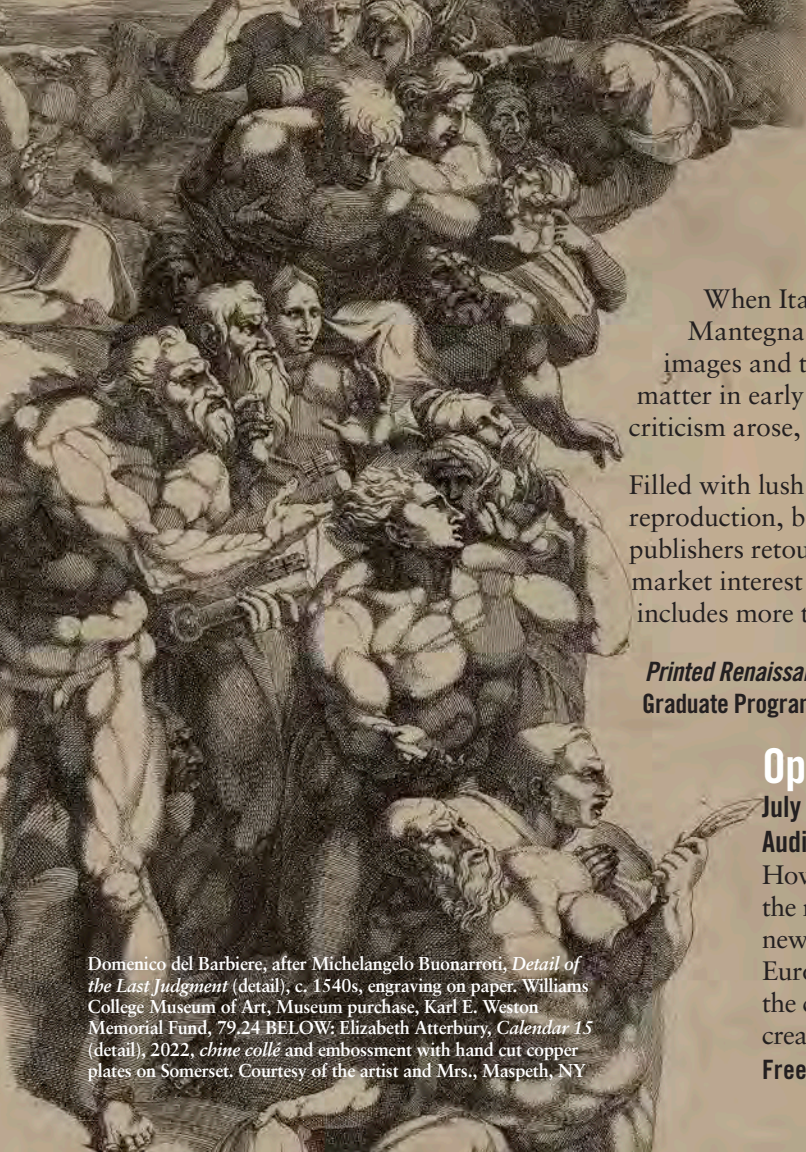 When Ita
Mantegna
images and t
matter in early
criticism arose,
Filled with lush
reproduction, b
publishers retou
market interest
includes more t
Printed Renaissa
Graduate Program
Op
July
Audi
How
the
new
Euro
the
crea
Free
Domenico del Barbiere, after Michelangelo Buonarroti, Detail of
the Last Judgment (detail), c. 1540s, engraving on paper. Williams
College Museum of Art, Museum purchase, Karl E. Weston
Memorial Fund, 79.24 BELOW: Elizabeth Atterbury, Calendar 15
(detail), 2022, chine collé and embossment with hand cut copper
plates on Somerset. Courtesy of the artist and Mrs., Maspeth, NY